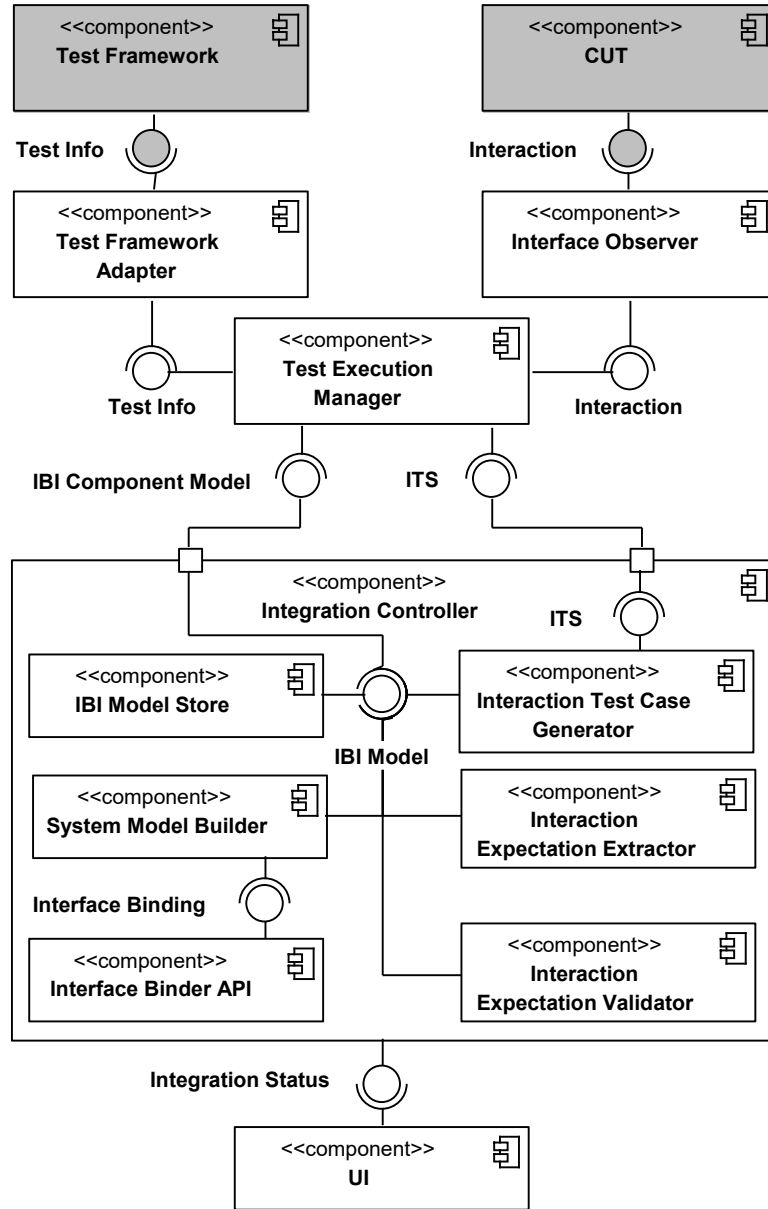 <<component>>
Test Framework
<<component>>
CUT
Test Info
Interaction
<<component>>
Test Framework
Adapter
<<component>>
Interface Observer
<<component>>
Test Execution
Manager
Test Info
Interaction
IBI Component Model
ITS
<<component>>
Integration Controller
ITS
<<component>>
IBI Model Store
<<component>>
Interaction Test Case
Generator
IBI Model
<<component>>
System Model Builder
<<component>>
Interaction
Expectation Extractor
Interface Binding
<<component>>
Interface Binder API
<<component>>
Interaction
Expectation Validator
Integration Status
<<component>>
UI